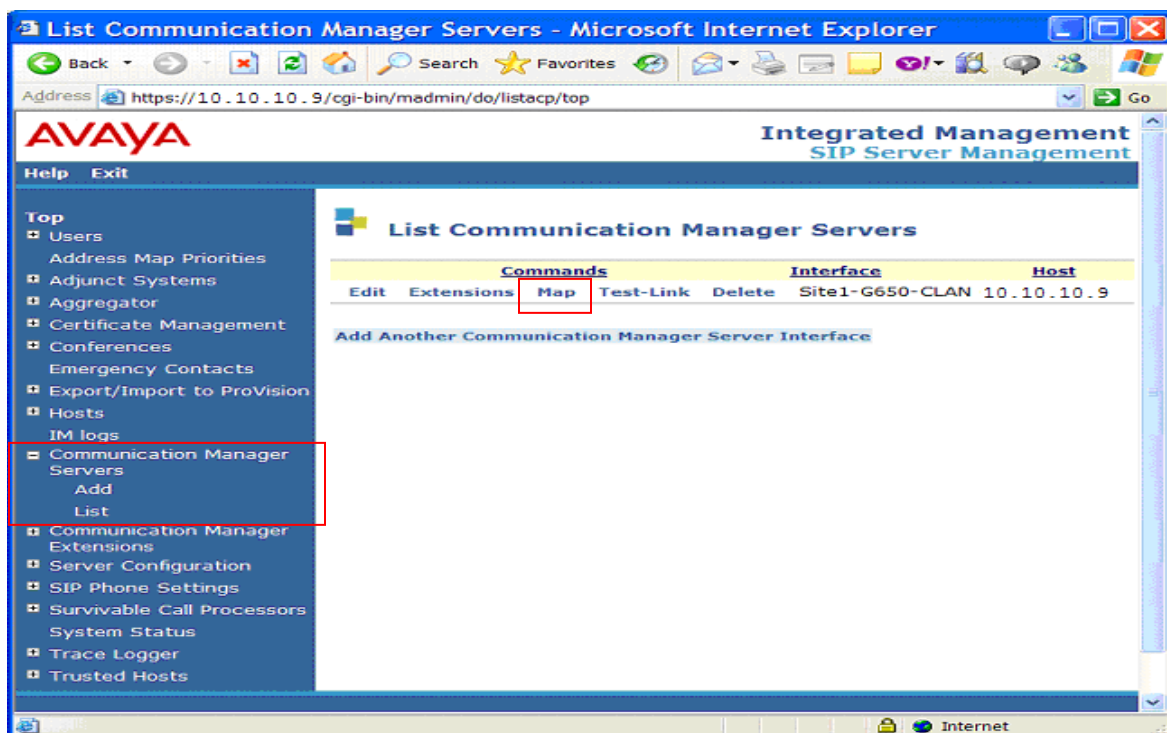 List Communication Manager Servers - Microsoft Internet Explorer
Back Search Favorites
Address https://10.10.10.9/cgi-bin/madmin/do/listacp/top Go
AVAYA
Integrated Management
SIP Server Management
Help Exit
Top
Users
Address Map Priorities
Adjunct Systems
Aggregator
Certificate Management
Conferences
Emergency Contacts
Export/Import to ProVision
Hosts
IM logs
Communication Manager
Servers
Add
List
Communication Manager
Extensions
Server Configuration
SIP Phone Settings
Survivable Call Processors
System Status
Trace Logger
Trusted Hosts
List Communication Manager Servers
Commands Interface Host
Edit Extensions Map Test-Link Delete Site1-G650-CLAN 10.10.10.9
Add Another Communication Manager Server Interface
Internet